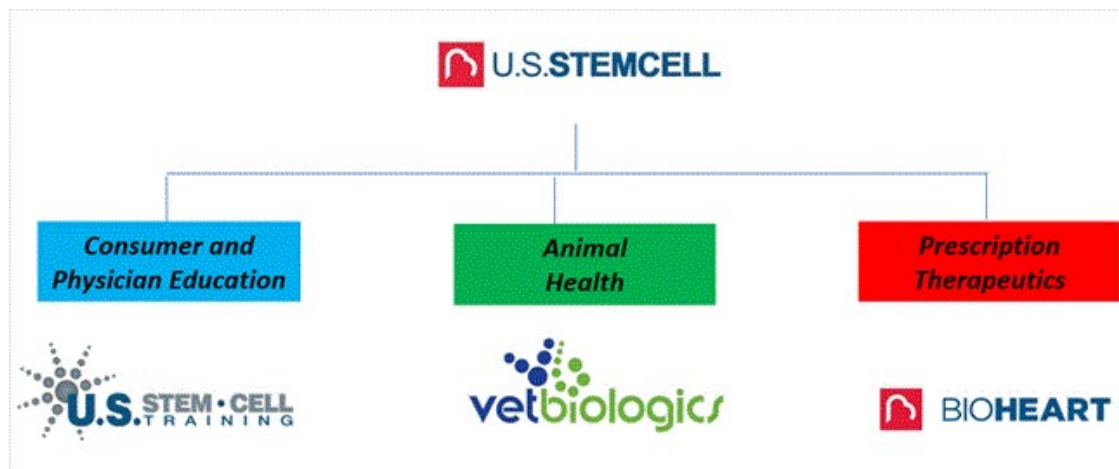 U.S.STEMCELL
Consumer and
Physician Education
Animal
Health
Prescription
Therapeutics
U.S. STEM•CELL
TRAINING
vetbiologics
BIOHEART